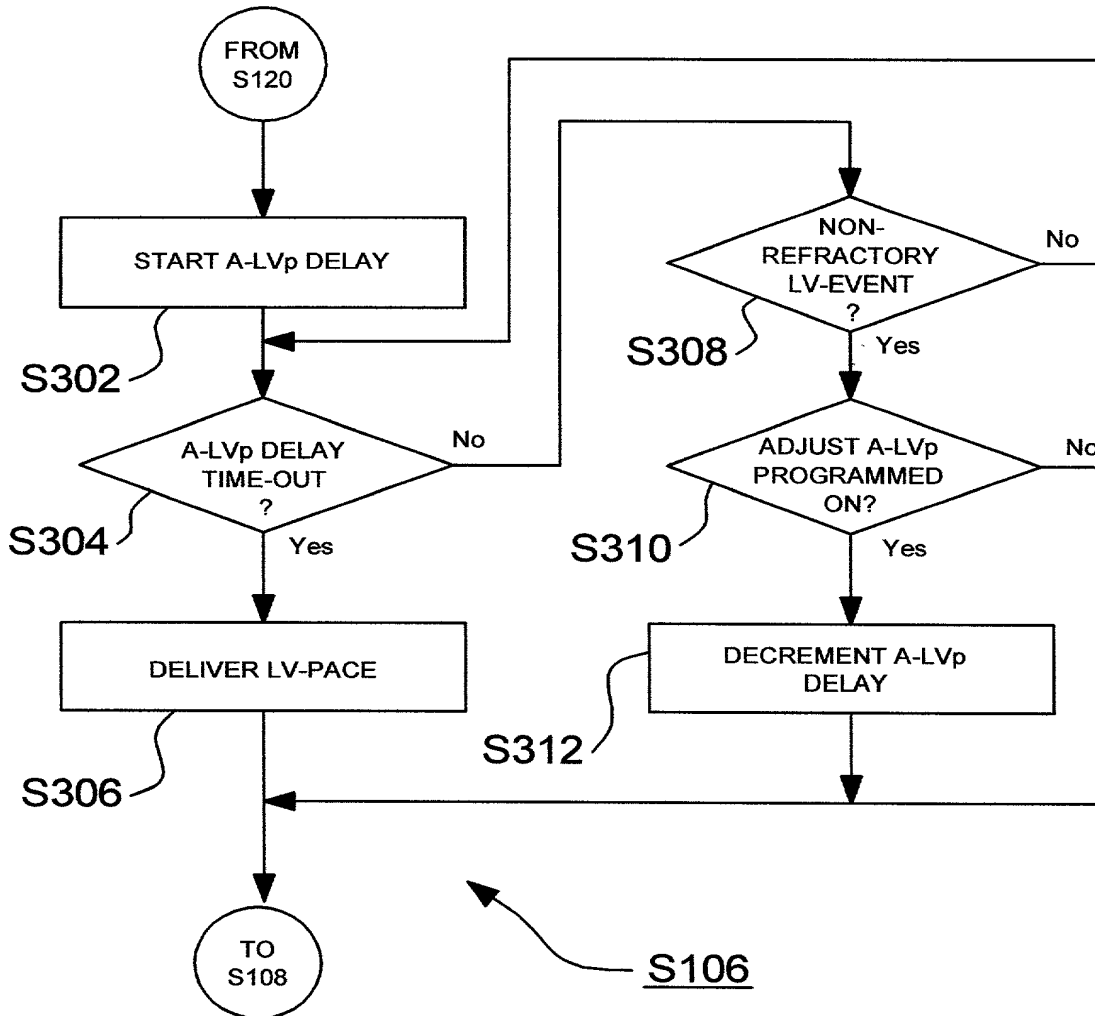 FROM
S120
START A-LVp DELAY
S302
A-LVp DELAY
TIME-OUT
?
No
S304
Yes
DELIVER LV-PACE
S306
TO
S108
NON-
REFRACTORY
LV-EVENT
?
No
S308
Yes
ADJUST A-LVp
PROGRAMMED
ON?
No
S310
Yes
DECREMENT A-LVp
DELAY
S312
S106